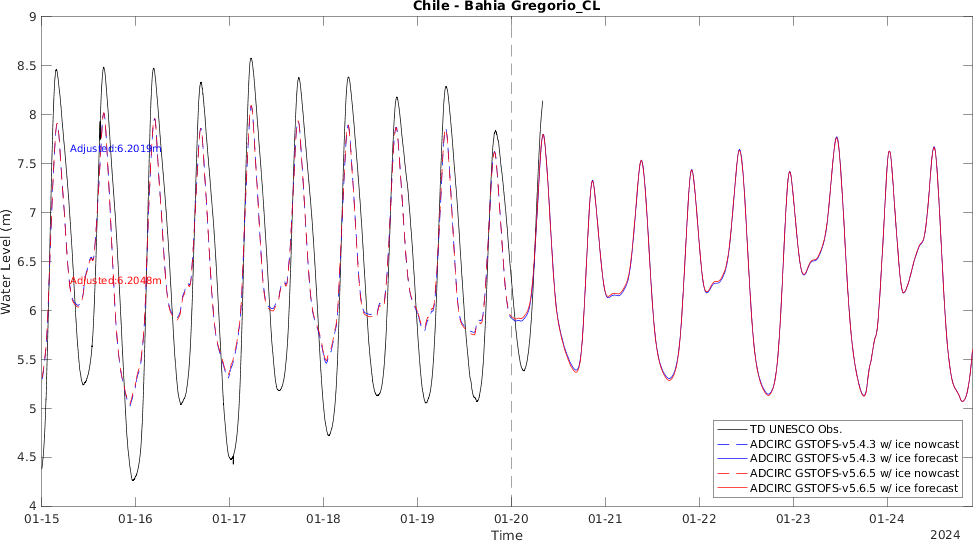 Chile - Bahia Gregorio_CL
9
8.5
8
7.5
7
6.5
6
5.5
5
4.5
4
Water Level (m)
Adjusted:6.2019m
Adjusted:6.2048m
TD UNESCO Obs.
ADCIRC GSTOFS-v5.4.3 w/ ice nowcast
ADCIRC GSTOFS-v5.4.3 w/ ice forecast
ADCIRC GSTOFS-v5.6.5 w/ ice nowcast
ADCIRC GSTOFS-v5.6.5 w/ ice forecast
01-15 01-16 01-17 01-18 01-19 01-20 01-21 01-22 01-23 01-24
Time
2024